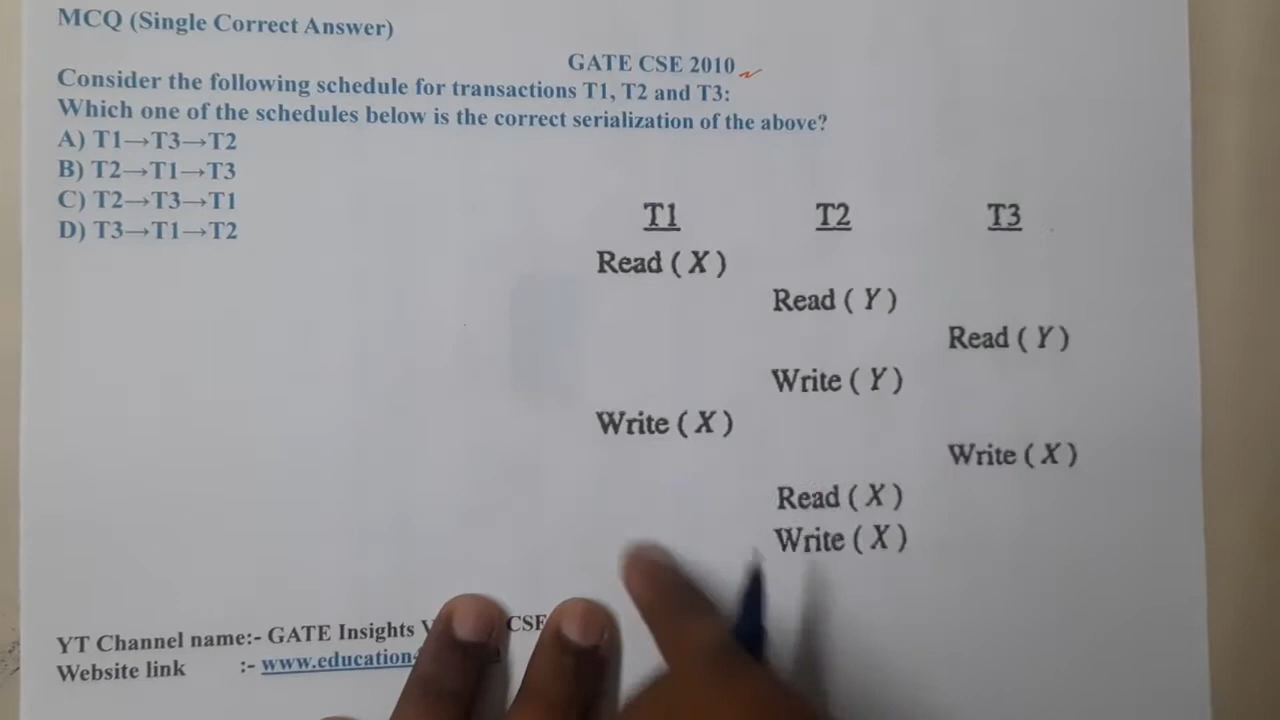 MCQ (Single Correct Answer)
GATE CSE 2010
Consider the following schedule for transactions T1, T2 and T3:
Which one of the schedules below is the correct serialization of the above?
A) T1→T3→T2
B) T2→T1→T3
C) T2→T3→T1
D) T3→T1→T2
T1 T2 T3
Read ( X )
Read ( Y )
Read ( Y )
Write ( Y )
Write ( X )
Write ( X )
Read ( X )
Write ( X )
YT Channel name:- GATE Insights V CSE
Website link :- www.education